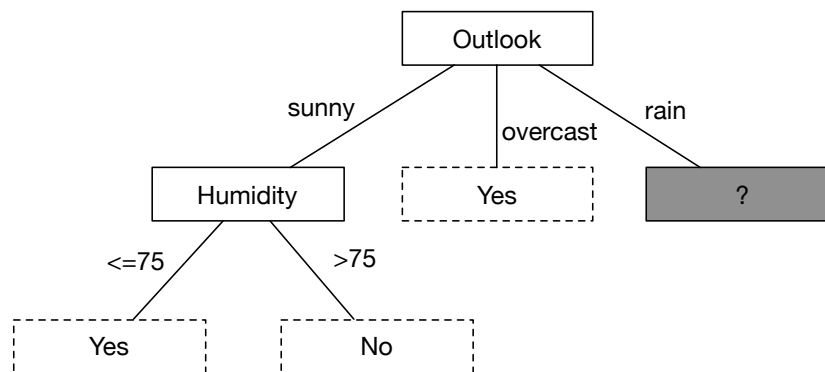 Outlook
sunny
overcast
rain
Humidity
Yes
?
<=75
>75
Yes
No